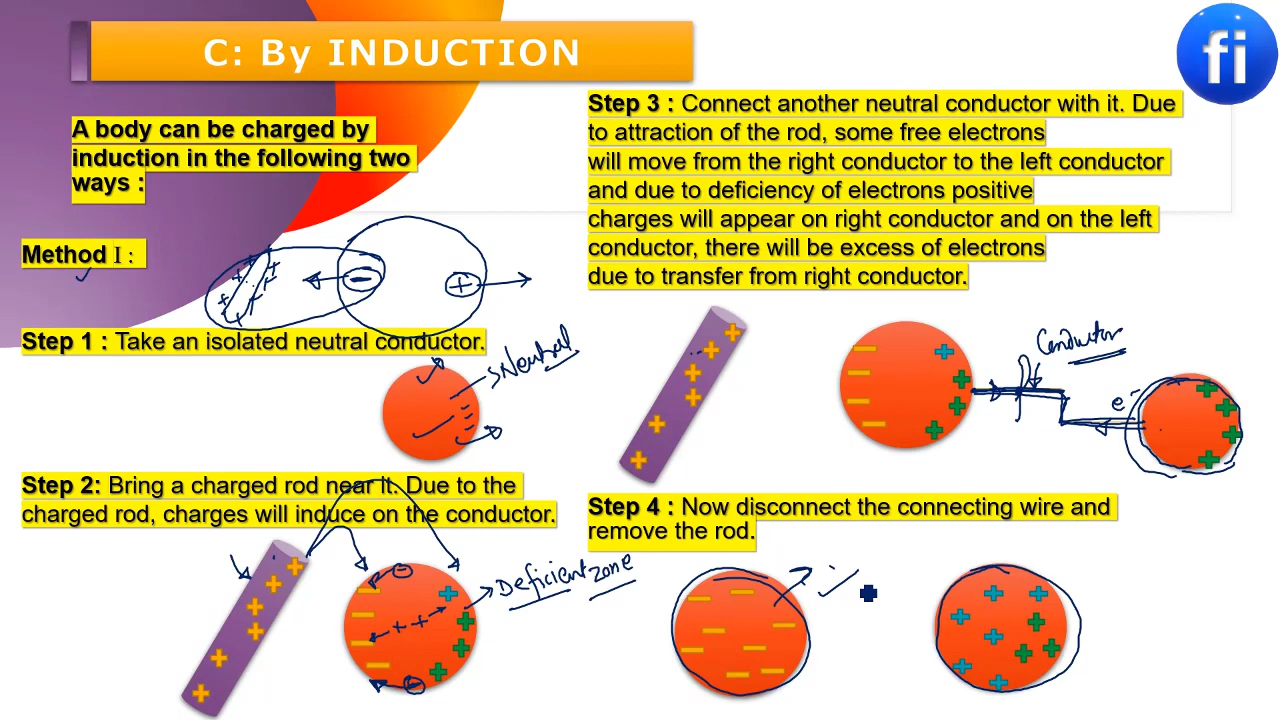 C: By INDUCTION
fi
A body can be charged by
induction in the following two
ways :
Method I :
Step 1 : Take an isolated neutral conductor.
Neutral
Step 2: Bring a charged rod near it. Due to the
charged rod, charges will induce on the conductor.
Deficient zone
Step 3 : Connect another neutral conductor with it. Due
to attraction of the rod, some free electrons
will move from the right conductor to the left conductor
and due to deficiency of electrons positive
charges will appear on right conductor and on the left
conductor, there will be excess of electrons
due to transfer from right conductor.
Conductor
e⁻
Step 4 : Now disconnect the connecting wire and
remove the rod.